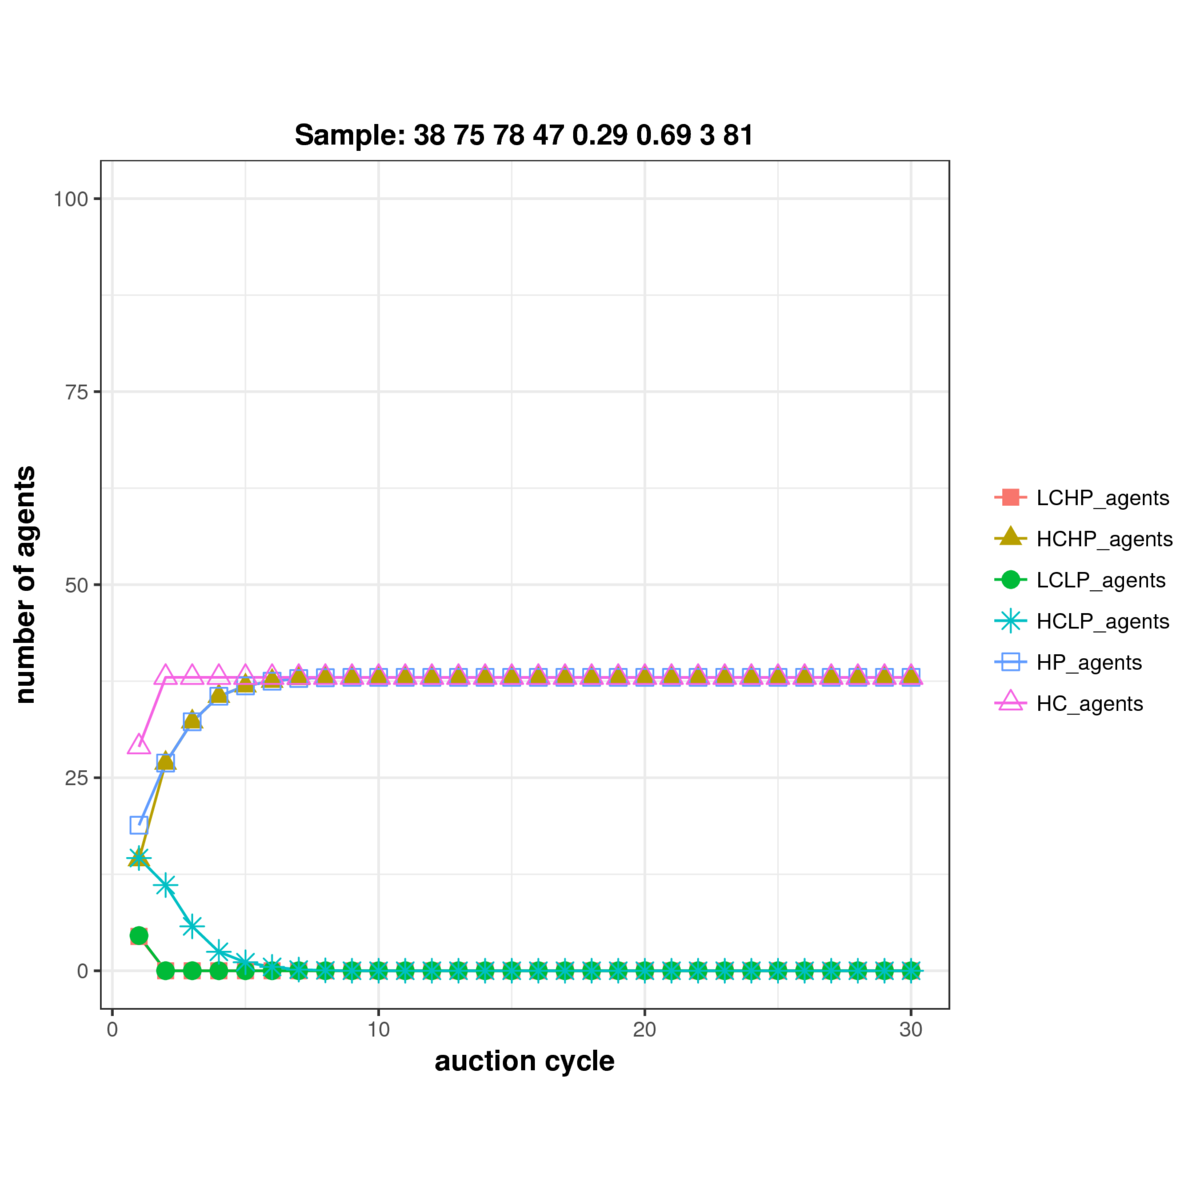 Sample: 38 75 78 47 0.29 0.69 3 81
number of agents
100
75
50
25
0
0 10 20 30
auction cycle
LCHP_agents
HCHP_agents
LCLP_agents
HCLP_agents
HP_agents
HC_agents